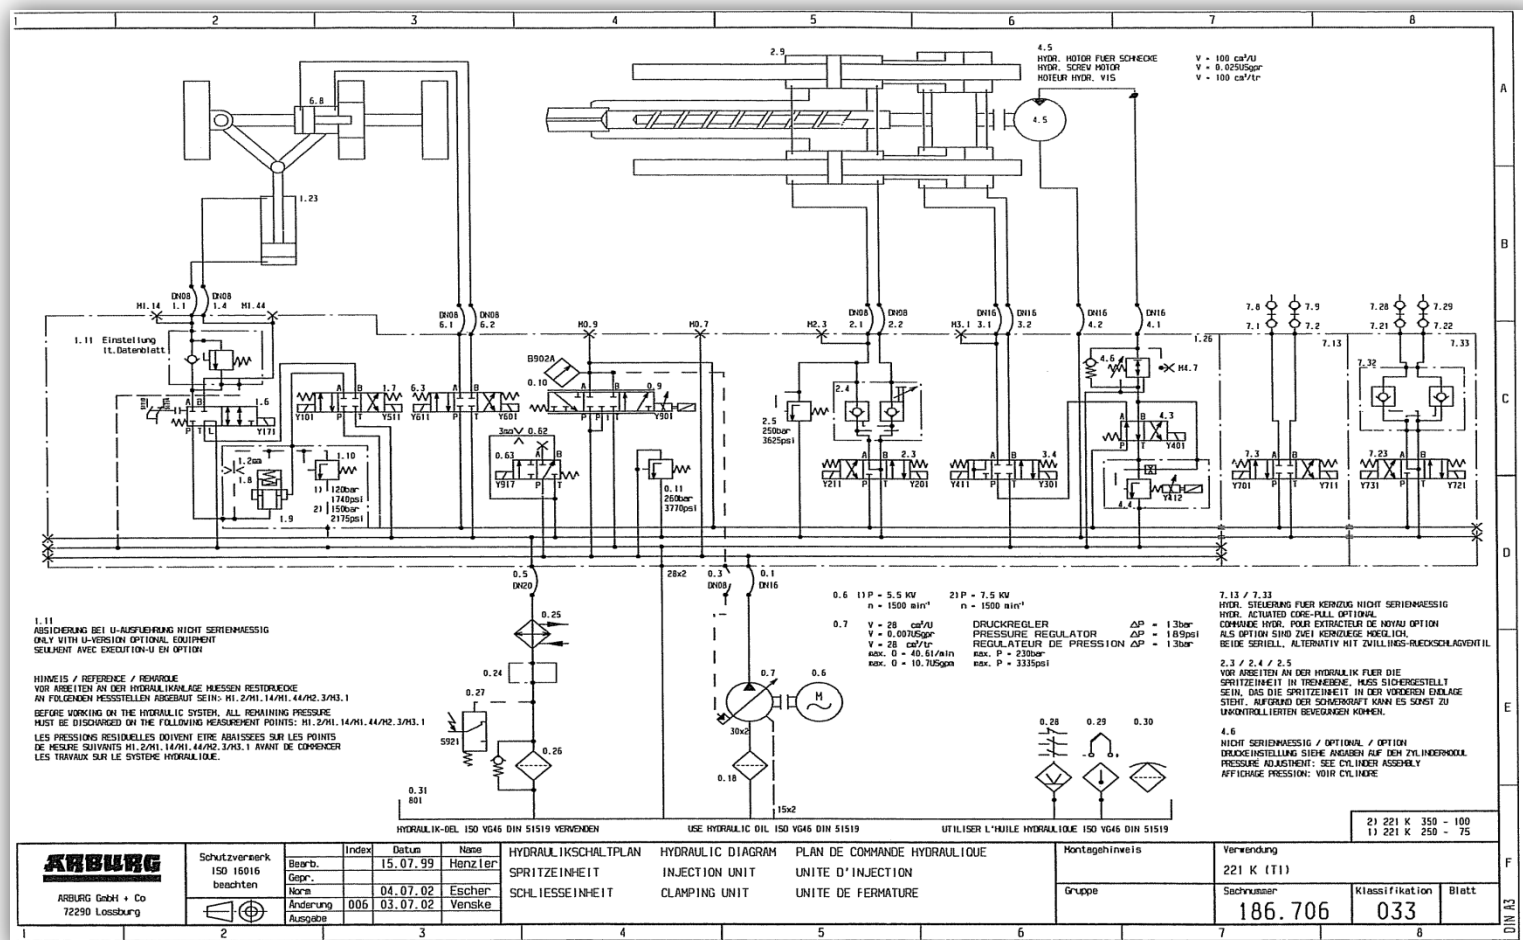 1 2 3 4 5 6 7 8
A
B
C
D
E
F
2.9
4.5
HYDR. MOTOR FUER SCHNECKE V - 100 cm³/U
HYDR. SCREW MOTOR V - 0.025USgpr
MOTEUR HYDR. VIS V - 100 cm³/tr
6.8
4.5
1.23
M1.14
DN08
1.1
DN08
1.4
M1.44
DN08
6.1
DN08
6.2
M0.9
M0.7
M2.3
DN08
2.1
DN08
2.2
M3.1
DN16
3.1
DN16
3.2
DN16
4.2
DN16
4.1
7.8 7.9
7.1 7.2
7.28 7.29
7.21 7.22
1.26
7.13
7.33
1.11 Einstellung
lt.Datenblatt
B902A
0.10
0.9
4.6
M4.7
7.32
A B 1.6
P T L Y171
A B 1.7
Y101 P T Y511
6.3 A B
Y611 P T Y601
A B
P P T T Y901
2.5
250bar
3625psi
2.4
A B 4.3
P T Y401
3mm 0.62
0.63 A B
Y917 P T
1.2mm
1.8
1.9
1.10
1) 120bar
1740psi
2) 150bar
2175psi
0.11
260bar
3770psi
A B 2.3
Y211 P T Y201
A B 3.4
Y411 P T Y301
4.4 Y412
7.3 A B
Y701 P T Y711
7.23 A B
Y731 P T Y721
0.5
DN20
28x2
0.3
DN08
0.1
DN16
0.6 1)P - 5.5 KW 2)P - 7.5 KW
n - 1500 min⁻¹ n - 1500 min⁻¹
0.7 V - 28 cm³/U DRUCKREGLER ΔP - 13bar
V - 0.007USgpr PRESSURE REGULATOR ΔP - 189psi
V - 28 cm³/tr REGULATEUR DE PRESSION ΔP - 13bar
max. Q - 40.6l/min max. P - 230bar
max. Q - 10.7USgpm max. P - 3335psi
7.13 / 7.33
HYDR. STEUERUNG FUER KERNZUG NICHT SERIENMAESSIG
HYDR. ACTUATED CORE-PULL OPTIONAL
COMMANDE HYDR. POUR EXTRACTEUR DE NOYAU OPTION
ALS OPTION SIND ZWEI KERNZUEGE MOEGLICH,
BEIDE SERIELL, ALTERNATIV MIT ZWILLINGS-RUECKSCHLAGVENTIL
2.3 / 2.4 / 2.5
VOR ARBEITEN AN DER HYDRAULIK FUER DIE
SPRITZEINHEIT IN TRENNEBENE, MUSS SICHERGESTELLT
SEIN, DAS DIE SPRITZEINHEIT IN DER VORDEREN ENDLAGE
STEHT. AUFGRUND DER SCHWERKRAFT KANN ES SONST ZU
UNKONTROLLIERTEN BEWEGUNGEN KOMMEN.
4.6
NICHT SERIENMAESSIG / OPTIONAL / OPTION
DRUCKEINSTELLUNG SIEHE ANGABEN AUF DEM ZYLINDERMODUL
PRESSURE ADJUSTMENT: SEE CYLINDER ASSEMBLY
AFFICHAGE PRESSION: VOIR CYLINDRE
1.11
ABSICHERUNG BEI U-AUSFUEHRUNG NICHT SERIENMAESSIG
ONLY WITH U-VERSION OPTIONAL EQUIPMENT
SEULMENT AVEC EXECUTION-U EN OPTION
HINWEIS / REFERENCE / REMARQUE
VOR ARBEITEN AN DER HYDRAULIKANLAGE MUESSEN RESTDRUECKE
AN FOLGENDEN MESSSTELLEN ABGEBAUT SEIN: M1.2/M1.14/M1.44/M2.3/M3.1
BEFORE WORKING ON THE HYDRAULIC SYSTEM, ALL REMAINING PRESSURE
MUST BE DISCHARGED ON THE FOLLOWING MEASUREMENT POINTS: M1.2/M1.14/M1.44/M2.3/M3.1
LES PRESSIONS RESIDUELLES DOIVENT ETRE ABAISSEES SUR LES POINTS
DE MESURE SUIVANTS M1.2/M1.14/M1.44/M2.3/M3.1 AVANT DE COMMENCER
LES TRAVAUX SUR LE SYSTEME HYDRAULIQUE.
0.25
0.24
0.27
S921
0.26
0.31
801
0.7
0.6
M
30x2
0.18
15x2
0.28 0.29 0.30
HYDRAULIK-OEL ISO VG46 DIN 51519 VERWENDEN USE HYDRAULIC OIL ISO VG46 DIN 51519 UTILISER L'HUILE HYDRAULIQUE ISO VG46 DIN 51519
2) 221 K 350 - 100
1) 221 K 250 - 75
ARBURG
ARBURG GmbH + Co
72290 Lossburg
Schutzvermerk
ISO 16016
beachten
Index Datum Name
Bearb. 15.07.99 Henzler
Gepr.
Norm 04.07.02 Escher
Änderung 006 03.07.02 Venske
Ausgabe
HYDRAULIKSCHALTPLAN HYDRAULIC DIAGRAM PLAN DE COMMANDE HYDRAULIQUE
SPRITZEINHEIT INJECTION UNIT UNITE D'INJECTION
SCHLIESSEINHEIT CLAMPING UNIT UNITE DE FERMATURE
Montagehinweis
Gruppe
Verwendung
221 K (T1)
Sachnummer
186.706
Klassifikation
033
Blatt
DIN A3
1 2 3 4 5 6 7 8